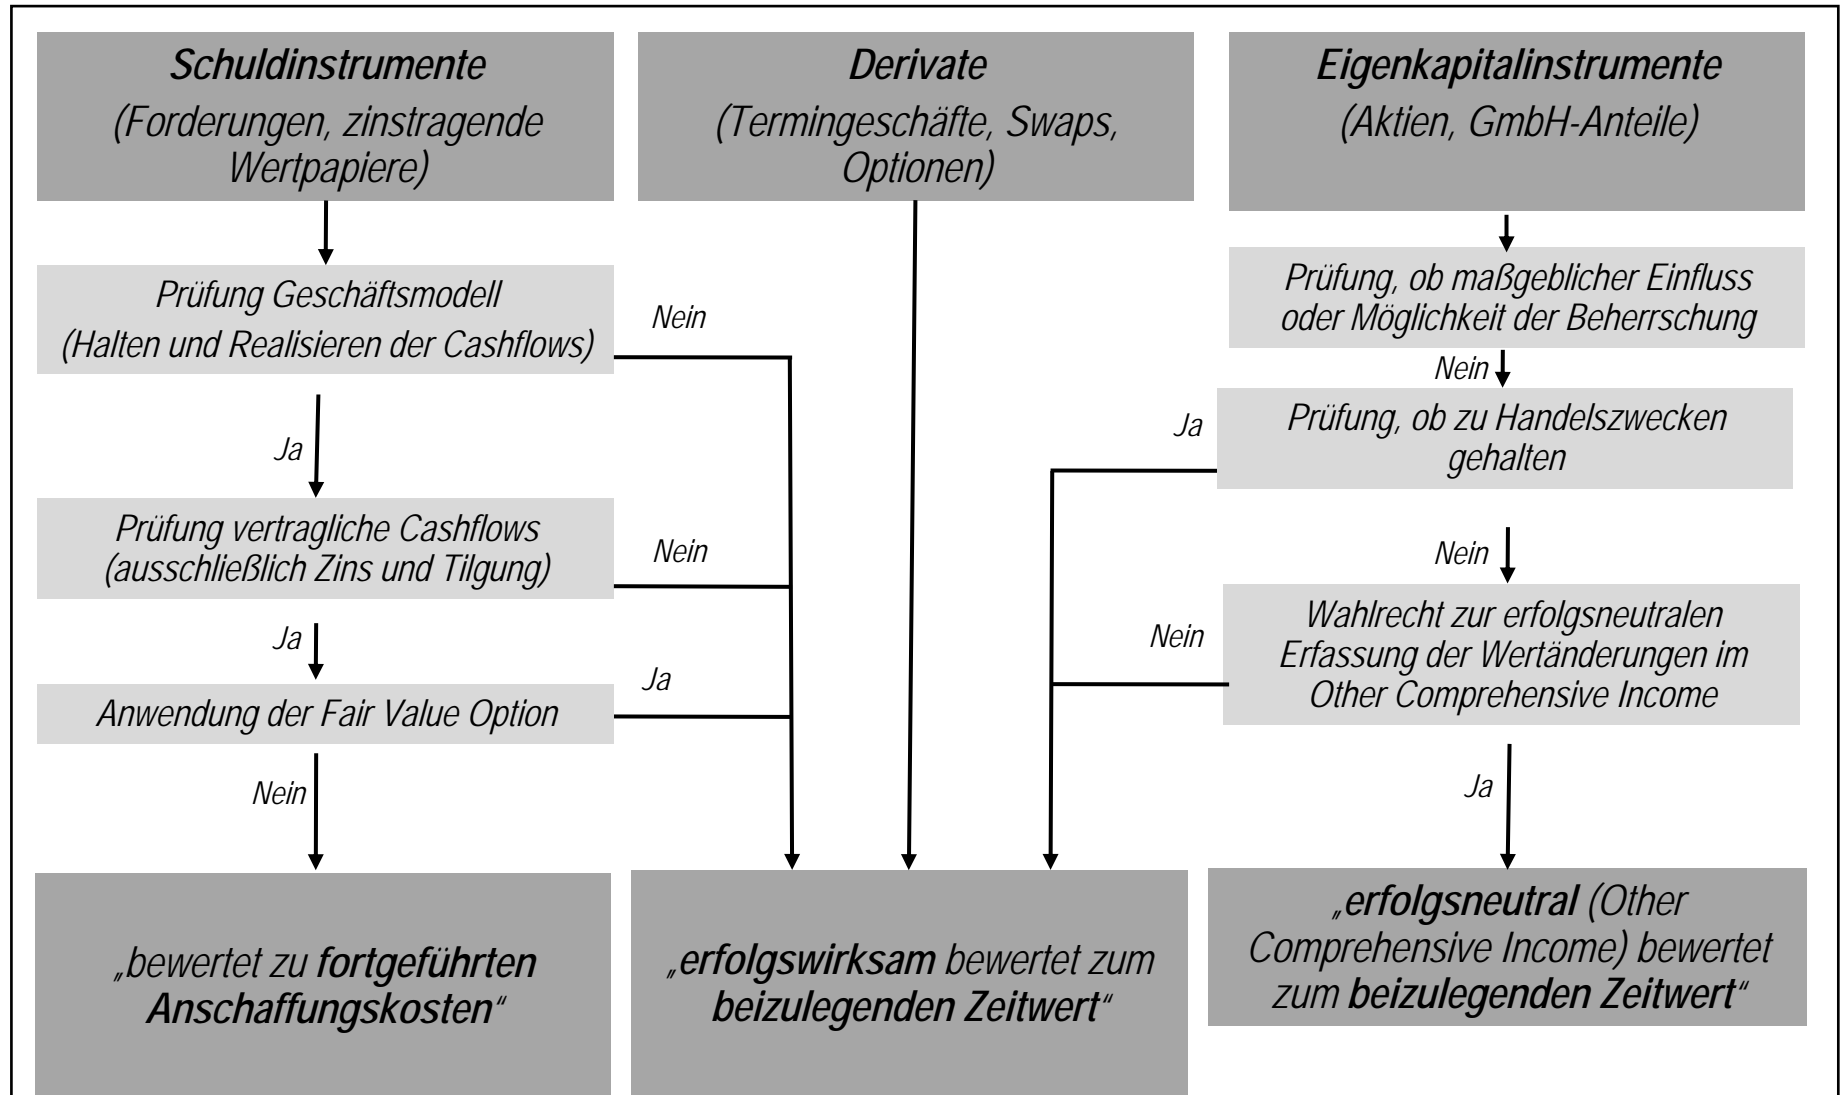 Schuldinstrumente
(Forderungen, zinstragende
Wertpapiere)
Derivate
(Termingeschäfte, Swaps,
Optionen)
Eigenkapitalinstrumente
(Aktien, GmbH-Anteile)
Prüfung Geschäftsmodell
(Halten und Realisieren der Cashflows)
Nein
Ja
Prüfung vertragliche Cashflows
(ausschließlich Zins und Tilgung)
Nein
Ja
Anwendung der Fair Value Option
Ja
Nein
Prüfung, ob maßgeblicher Einfluss
oder Möglichkeit der Beherrschung
Nein
Prüfung, ob zu Handelszwecken
gehalten
Ja
Nein
Wahlrecht zur erfolgsneutralen
Erfassung der Wertänderungen im
Other Comprehensive Income
Nein
Ja
„bewertet zu fortgeführten
Anschaffungskosten“
„erfolgswirksam bewertet zum
beizulegenden Zeitwert“
„erfolgsneutral (Other
Comprehensive Income) bewertet
zum beizulegenden Zeitwert“